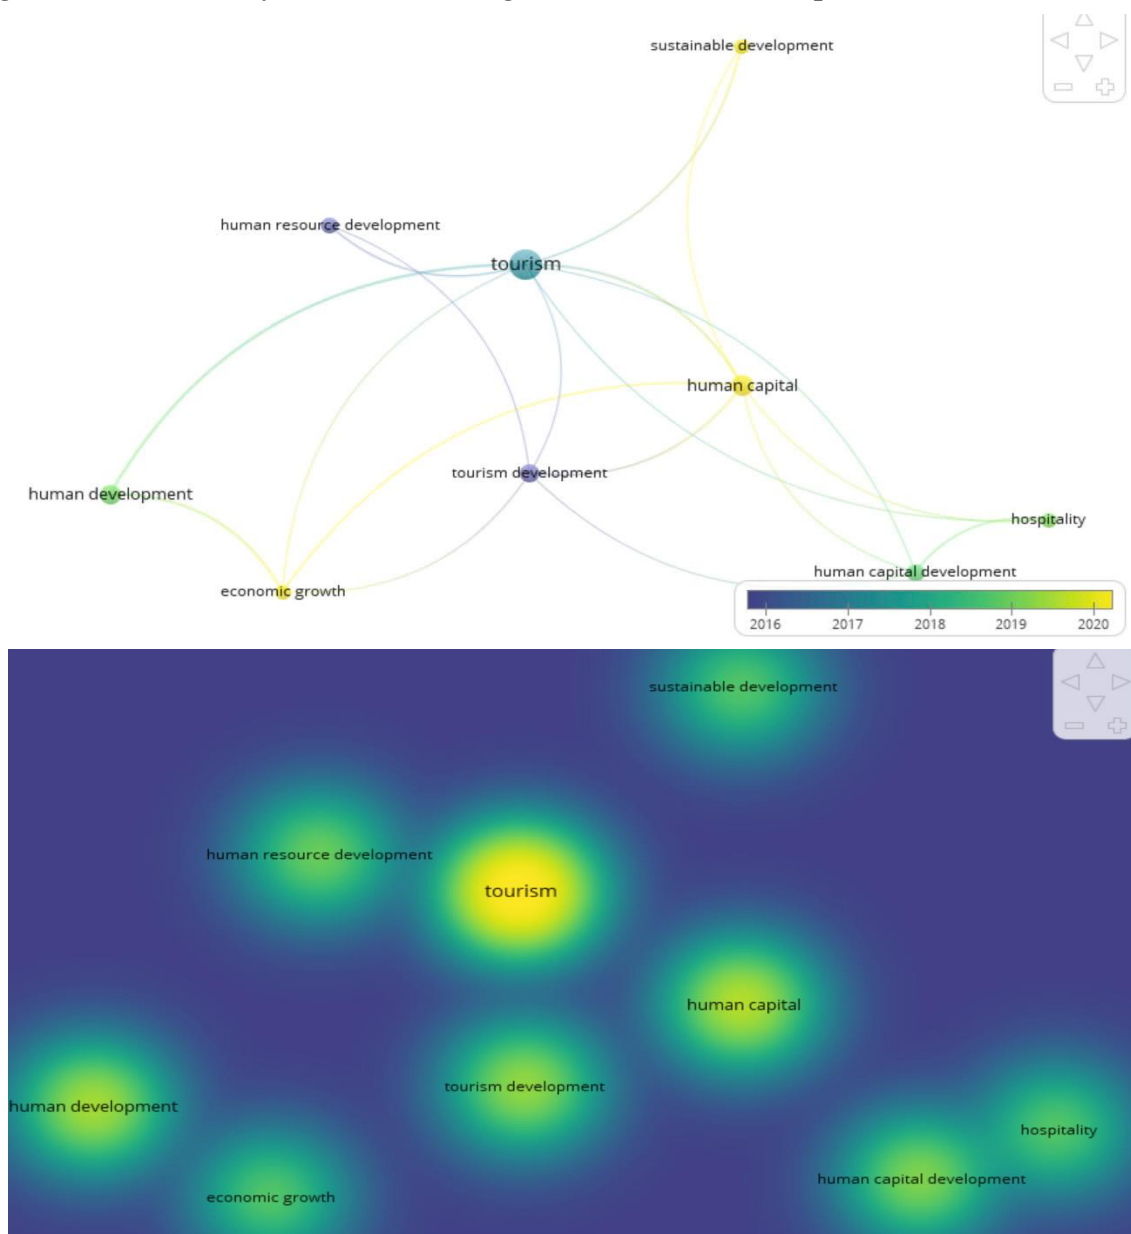 sustainable development
human resource development
tourism
human capital
tourism development
human development
hospitality
human capital development
economic growth
2016 2017 2018 2019 2020
sustainable development
human resource development
tourism
human capital
tourism development
human development
hospitality
human capital development
economic growth